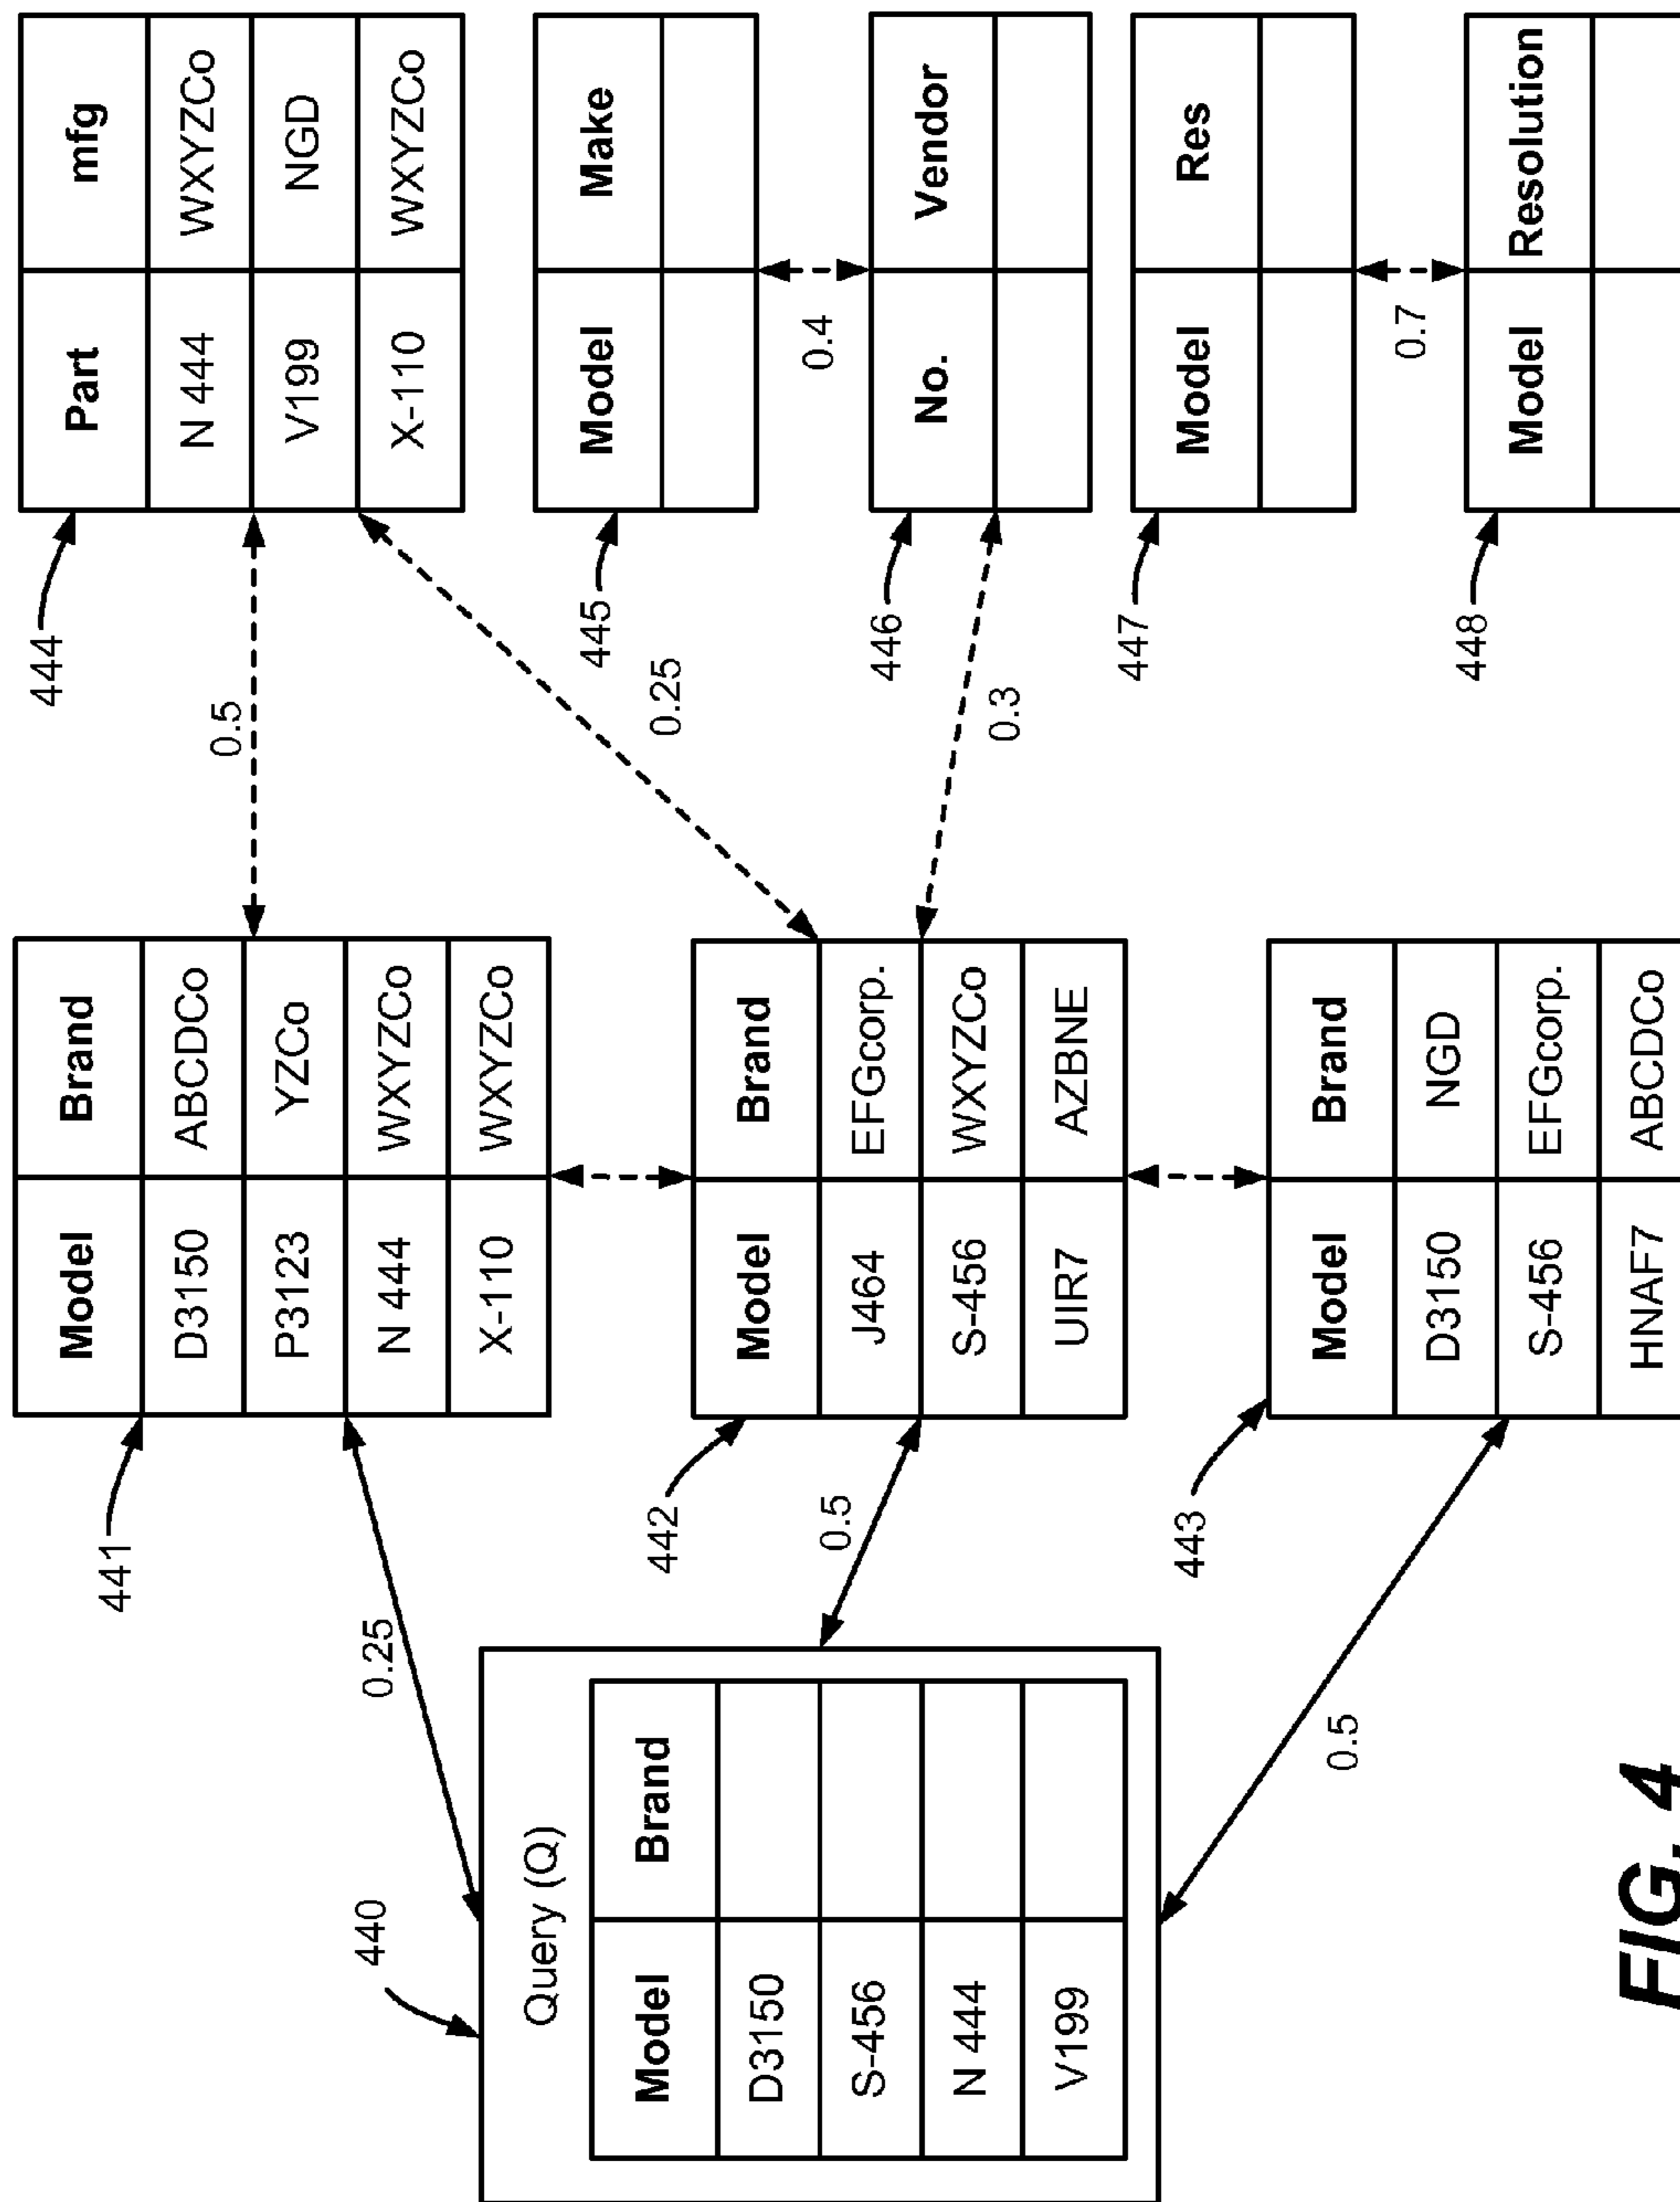 440
Query (Q)
Model Brand
D3150
S-456
N 444
V199
0.25
0.5
0.5
441
Model Brand
D3150 ABCDCo
P3123 YZCo
N 444 WXYZCo
X-110 WXYZCo
442
Model Brand
J464 EFGcorp.
S-456 WXYZCo
UIR7 AZBNE
443
Model Brand
D3150 NGD
S-456 EFGcorp.
HNAF7 ABCDCo
0.5
0.25
0.3
444
Part mfg
N 444 WXYZCo
V199 NGD
X-110 WXYZCo
445
Model Make
0.4
446
No. Vendor
447
Model Res
0.7
448
Model Resolution
FIG. 4